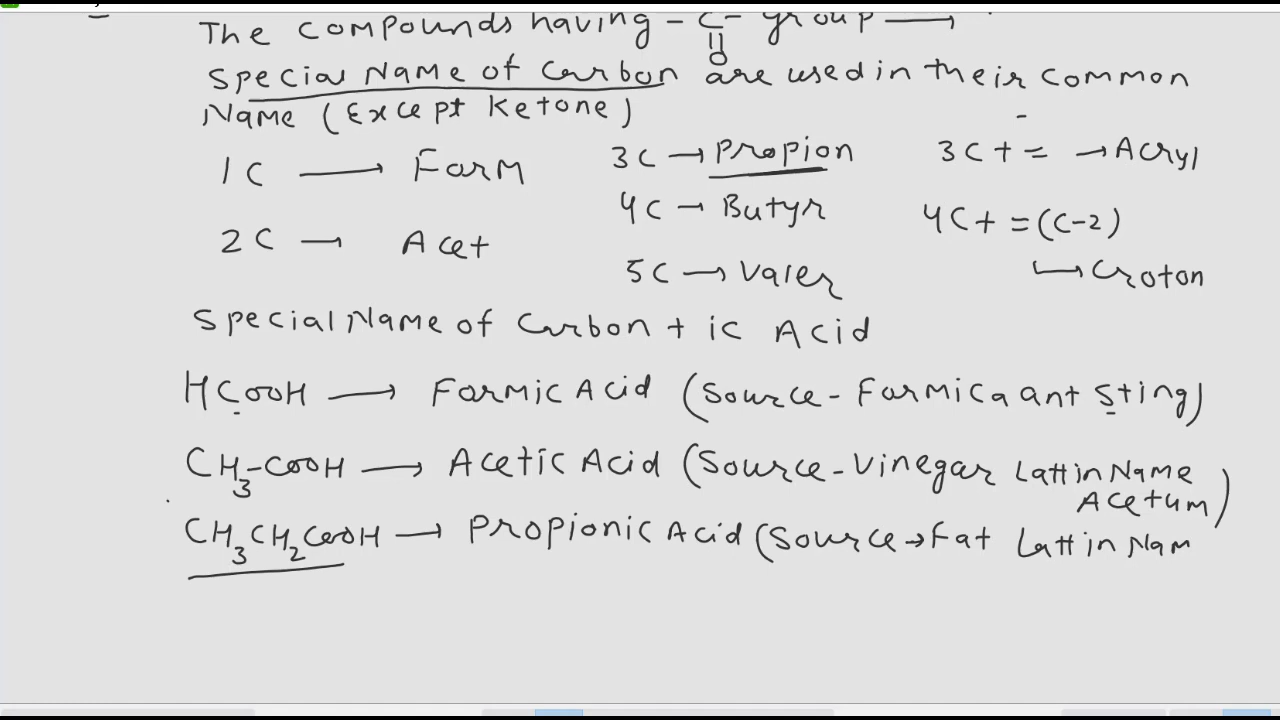 The compounds having - C - group →
||
O
Special Name of Carbon are used in their common
Name (Except Ketone)
1C → Form
2C → Acet
3C → Propion
4C → Butyr
5C → Valer
3C + = → Acryl
4C + = (C-2)
↳ Croton
Special Name of Carbon + ic Acid
HCOOH → Formic Acid (Source - Formica ant Sting)
CH3-COOH → Acetic Acid (Source - Vinegar Lattin Name
Acetum)
CH3CH2COOH → Propionic Acid (Source → Fat Lattin Nam